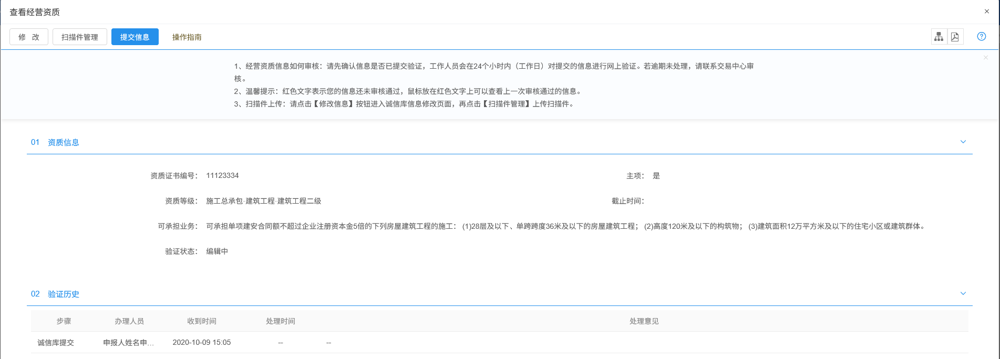 查看经营资质
修 改 扫描件管理 提交信息 操作指南
1、经营资质信息如何审核：请先确认信息是否已提交验证，工作人员会在24个小时内（工作日）对提交的信息进行网上验证。若逾期未处理，请联系交易中心审
核。
2、温馨提示：红色文字表示您的信息还未审核通过，鼠标放在红色文字上可以查看上一次审核通过的信息。
3、扫描件上传：请点击【修改信息】按钮进入诚信库信息修改页面，再点击【扫描件管理】上传扫描件。
01 资质信息
资质证书编号： 11123334 主项： 是
资质等级： 施工总承包·建筑工程·建筑工程二级 截止时间：
可承担业务： 可承担单项建安合同额不超过企业注册资本金5倍的下列房屋建筑工程的施工： (1)28层及以下、单跨跨度36米及以下的房屋建筑工程； (2)高度120米及以下的构筑物； (3)建筑面积12万平方米及以下的住宅小区或建筑群体。
验证状态： 编辑中
02 验证历史
步骤 办理人员 收到时间 处理时间 处理意见
诚信库提交 申报人姓名申... 2020-10-09 15:05 -- --